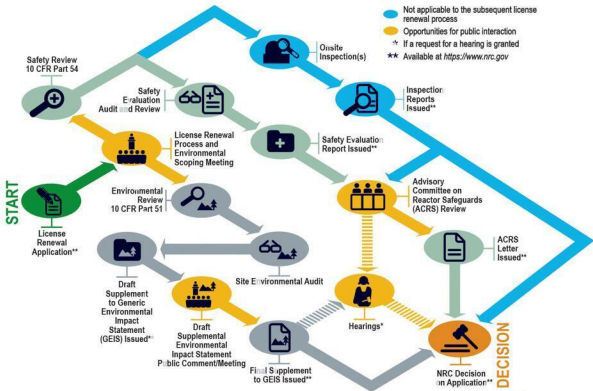 Not applicable to the subsequent license
renewal process
Opportunities for public interaction
* If a request for a hearing is granted
** Available at https://www.nrc.gov
Safety Review
10 CFR Part 54
Onsite
Inspection(s)
Safety
Evaluation
Audit and Review
Inspection
Reports
Issued**
License Renewal
Process and
Environmental
Scoping Meeting
Safety Evaluation
Report Issued**
START
License
Renewal
Application**
Environmental
Review
10 CFR Part 51
Advisory
Committee on
Reactor Safeguards
(ACRS) Review
Site Environmental Audit
ACRS
Letter
Issued**
Draft
Supplement
to Generic
Environmental
Impact
Statement
(GEIS) Issued*
Draft
Supplemental
Environmental
Impact Statement
Public Comment/Meeting
Final Supplement
to GEIS Issued**
Hearings*
NRC Decision
on Application**
DECISION